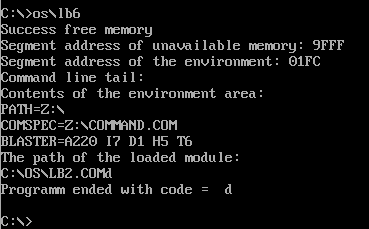 C:\>os\lb6
Success free memory
Segment address of unavailable memory: 9FFF
Segment address of the environment: 01FC
Command line tail:
Contents of the environment area:
PATH=Z:\
COMSPEC=Z:\COMMAND.COM
BLASTER=A220 I7 D1 H5 T6
The path of the loaded module:
C:\OS\LB2.COMd
Programm ended with code =  d
C:\>